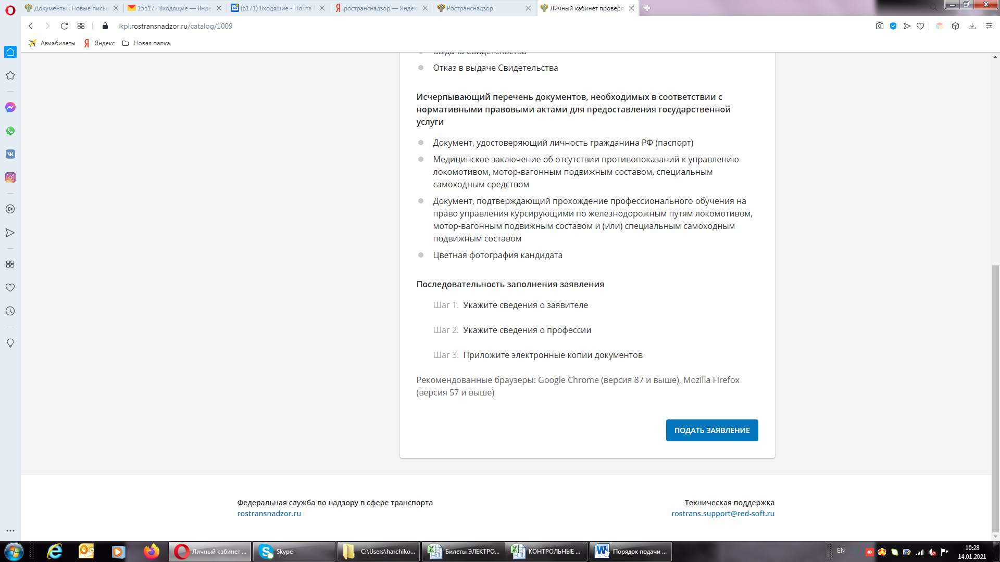 Документы : Новые письм
15517 · Входящие — Янде
(6171) Входящие - Почта
ространснадзор — Яндек
Ространснадзор
Личный кабинет проверя
lkpl.rostransnadzor.ru/catalog/1009
Авиабилеты
Яндекс
Новая папка
Выдача Свидетельства
Отказ в выдаче Свидетельства
Исчерпывающий перечень документов, необходимых в соответствии с
нормативными правовыми актами для предоставления государственной
услуги
Документ, удостоверяющий личность гражданина РФ (паспорт)
Медицинское заключение об отсутствии противопоказаний к управлению
локомотивом, мотор-вагонным подвижным составом, специальным
самоходным средством
Документ, подтверждающий прохождение профессионального обучения на
право управления курсирующими по железнодорожным путям локомотивом,
мотор-вагонным подвижным составом и (или) специальным самоходным
подвижным составом
Цветная фотография кандидата
Последовательность заполнения заявления
Шаг 1. Укажите сведения о заявителе
Шаг 2. Укажите сведения о профессии
Шаг 3. Приложите электронные копии документов
Рекомендованные браузеры: Google Chrome (версия 87 и выше), Mozilla Firefox
(версия 57 и выше)
ПОДАТЬ ЗАЯВЛЕНИЕ
Федеральная служба по надзору в сфере транспорта
rostransnadzor.ru
Техническая поддержка
rostrans.support@red-soft.ru
Личный кабинет ...
Skype
C:\Users\harchiko...
Билеты ЭЛЕКТРО...
КОНТРОЛЬНЫЕ ...
Порядок подачи ...
EN
10:28
14.01.2021